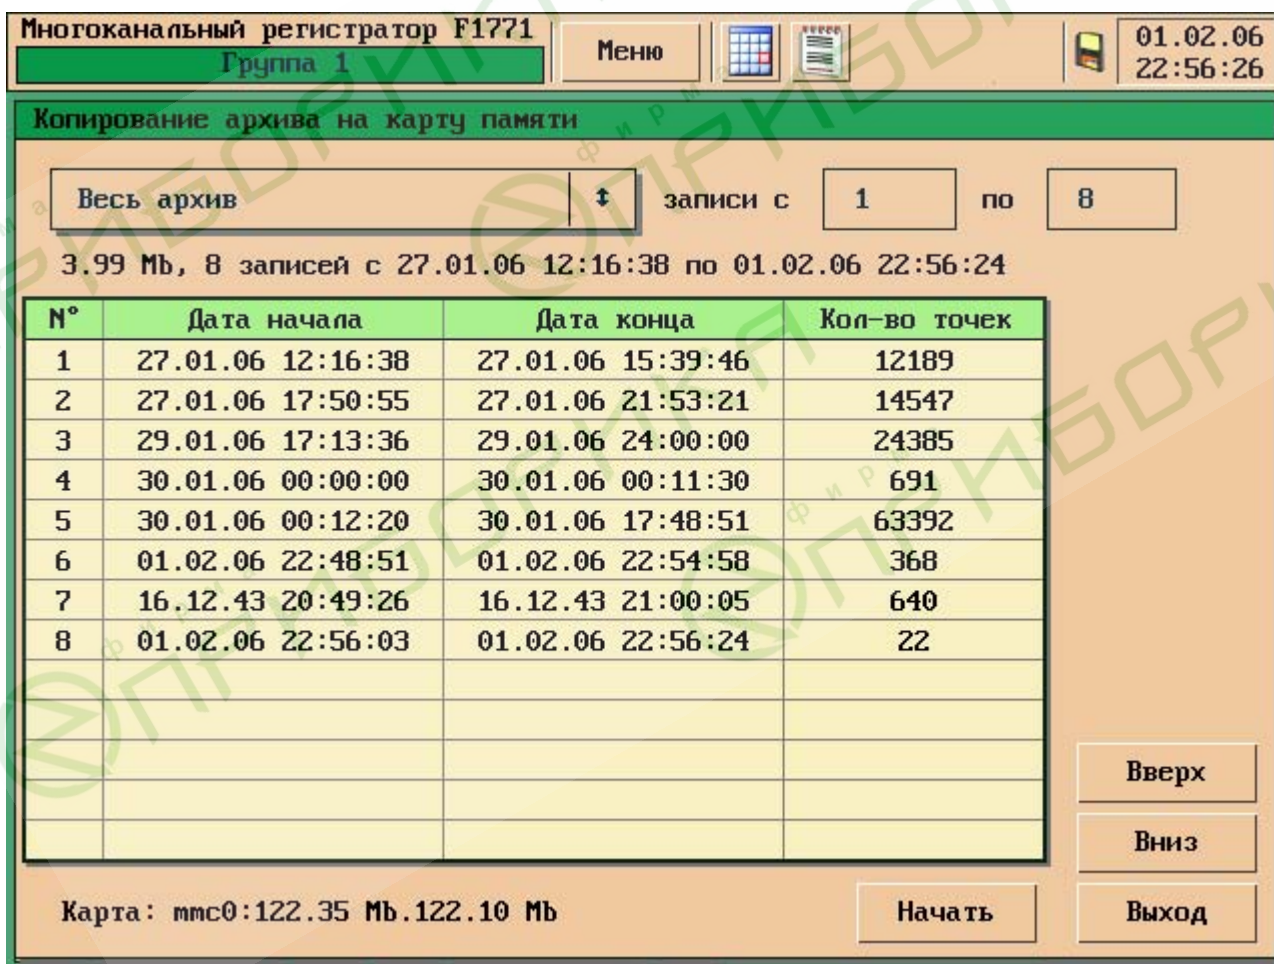 Многоканальный регистратор F1771
Группа 1
Меню
01.02.06
22:56:26
Копирование архива на карту памяти
Весь архив записи с 1 по 8
3.99 Mb, 8 записей с 27.01.06 12:16:38 по 01.02.06 22:56:24
N° Дата начала Дата конца Кол-во точек
1 27.01.06 12:16:38 27.01.06 15:39:46 12189
2 27.01.06 17:50:55 27.01.06 21:53:21 14547
3 29.01.06 17:13:36 29.01.06 24:00:00 24385
4 30.01.06 00:00:00 30.01.06 00:11:30 691
5 30.01.06 00:12:20 30.01.06 17:48:51 63392
6 01.02.06 22:48:51 01.02.06 22:54:58 368
7 16.12.43 20:49:26 16.12.43 21:00:05 640
8 01.02.06 22:56:03 01.02.06 22:56:24 22
Вверх
Вниз
Карта: mmc0:122.35 Mb.122.10 Mb
Начать
Выход
фирма
ПРИБОРИКА